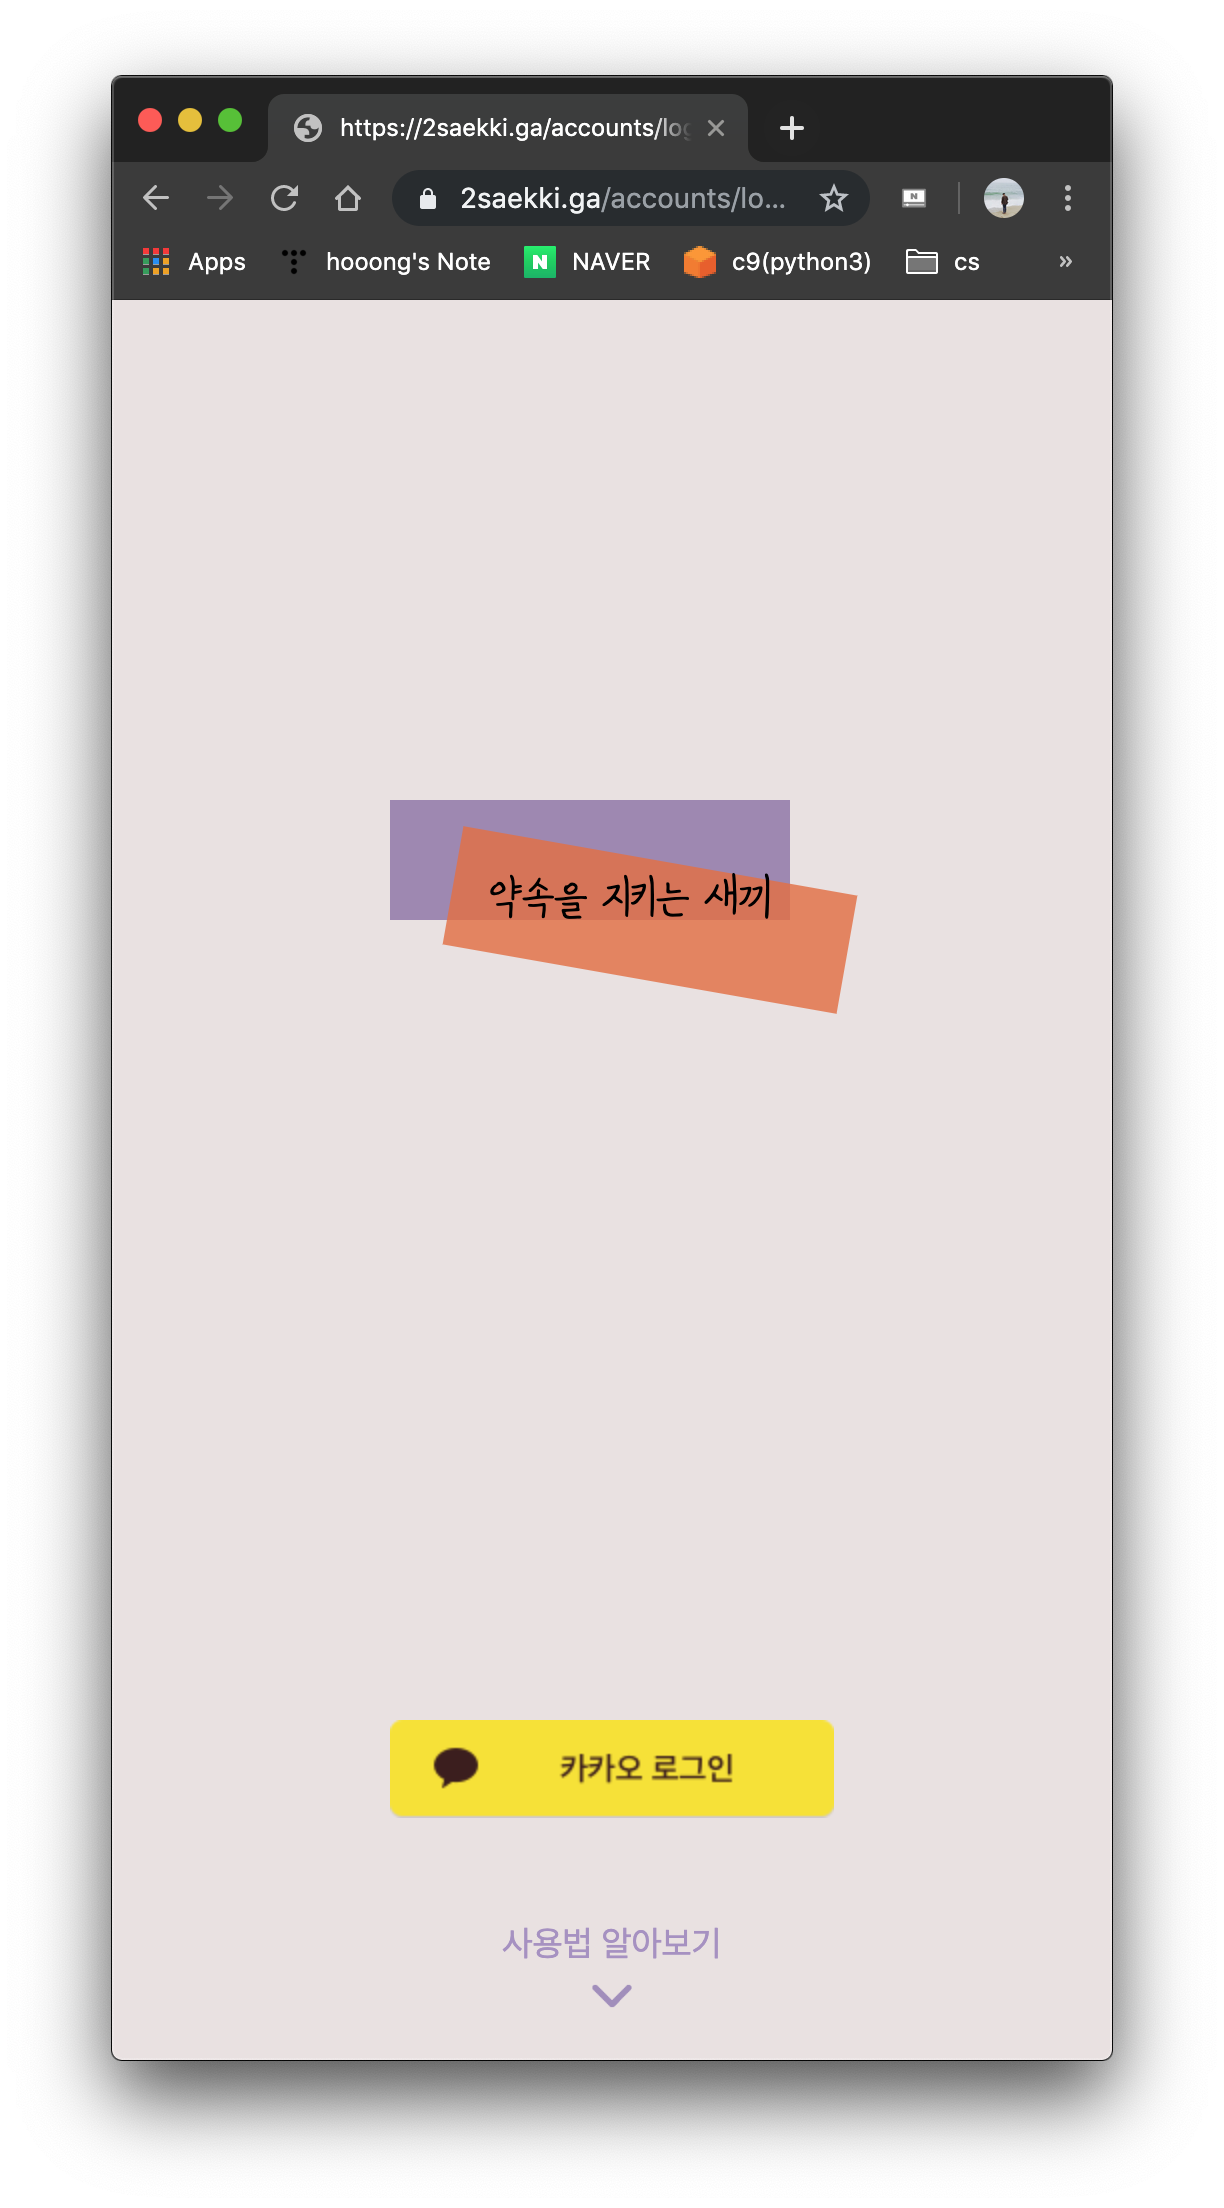 https://2saekki.ga/accounts/log
2saekki.ga/accounts/lo...
Apps hooong's Note NAVER c9(python3) cs »
약속을 지키는 새끼
카카오 로그인
사용법 알아보기